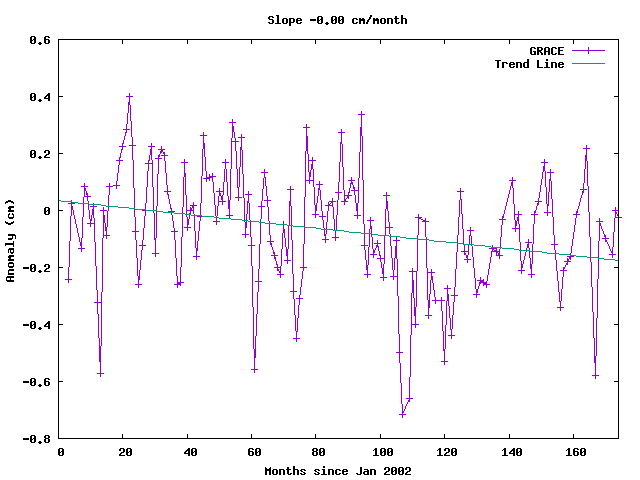 Slope -0.00 cm/month
GRACE
Trend Line
0.6
0.4
0.2
0
-0.2
-0.4
-0.6
-0.8
Anomaly (cm)
0 20 40 60 80 100 120 140 160
Months since Jan 2002